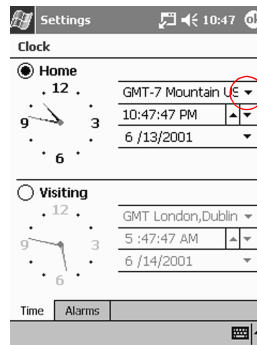 Settings 10:47 ok
Clock
Home
12
9 3
6
GMT-7 Mountain US
10:47:47 PM
6 /13/2001
Visiting
12
9 3
6
GMT London,Dublin
5 :47:47 AM
6 /14/2001
Time Alarms